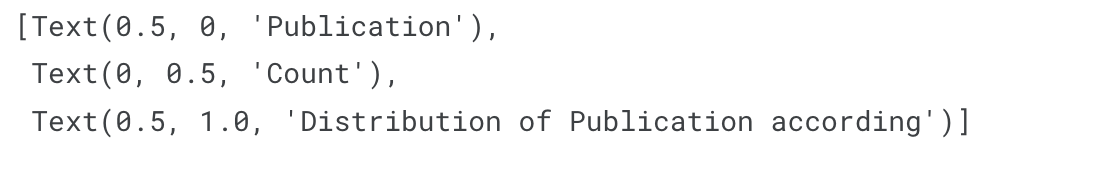 [Text(0.5, 0, 'Publication'),
 Text(0, 0.5, 'Count'),
 Text(0.5, 1.0, 'Distribution of Publication according')]